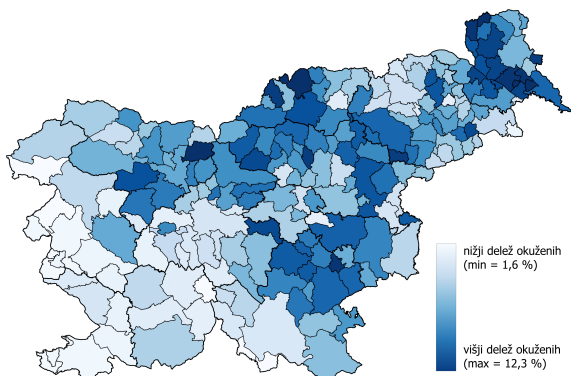 nižji delež okuženih
(min = 1,6 %)
višji delež okuženih
(max = 12,3 %)